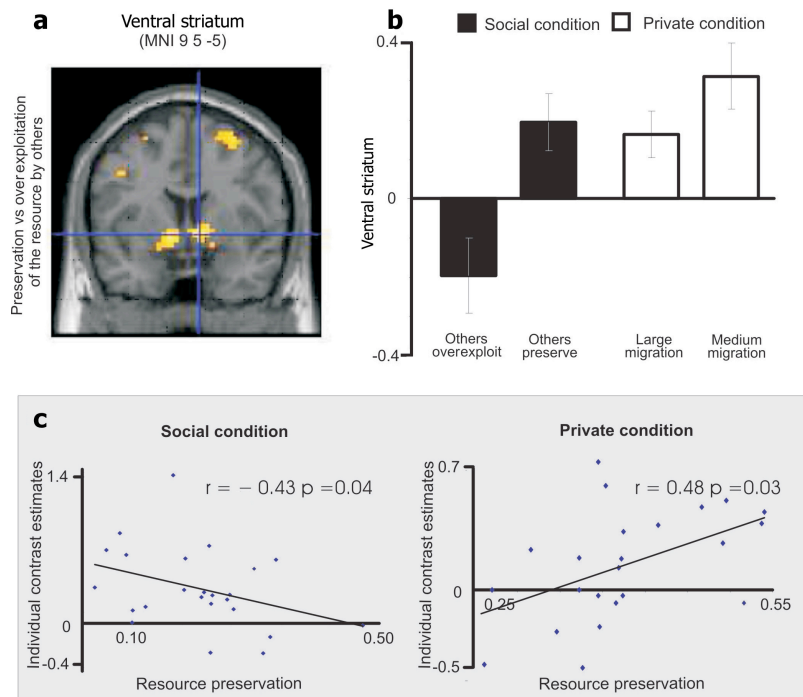 a
Ventral striatum
(MNI 9 5 -5)
Preservation vs over exploitation
of the resource by others
b
Social condition
Private condition
Ventral striatum
0.4
0
-0.4
Others
overexploit
Others
preserve
Large
migration
Medium
migration
c
Social condition
Individual contrast estimates
1.4
0
-0.4
r = - 0.43 p =0.04
0.10
0.50
Resource preservation
Private condition
Individual contrast estimates
0.7
0
-0.5
r = 0.48 p =0.03
0.25
0.55
Resource preservation